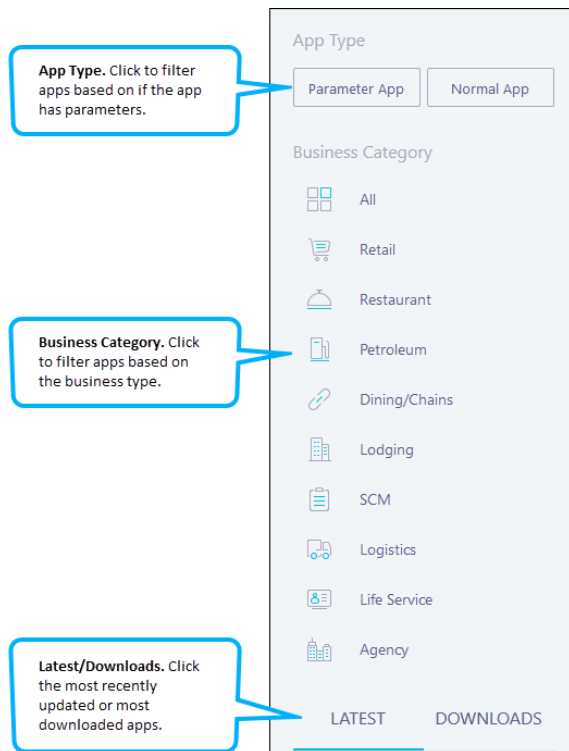 App Type
App Type. Click to filter
apps based on if the app
has parameters.
Parameter App Normal App
Business Category
All
Retail
Restaurant
Business Category. Click
to filter apps based on
the business type.
Petroleum
Dining/Chains
Lodging
SCM
Logistics
Life Service
Agency
Latest/Downloads. Click
the most recently
updated or most
downloaded apps.
LATEST DOWNLOADS